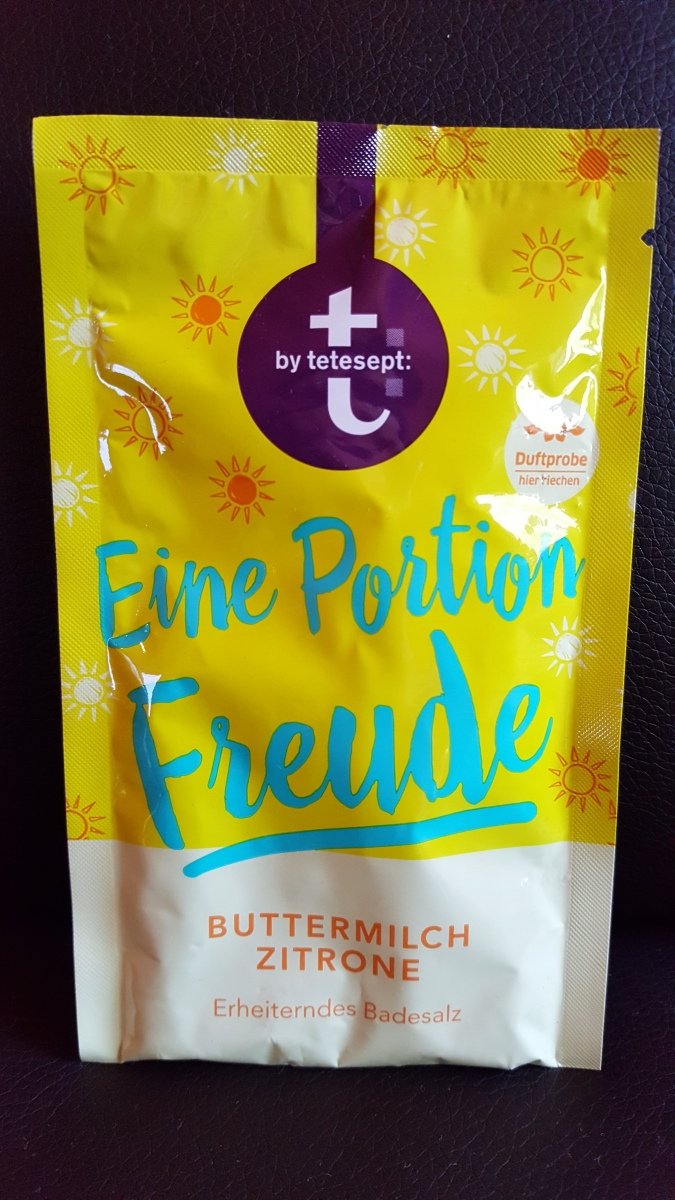 t
by tetesept:
Duftprobe
hier riechen
Eine Portion
Freude
BUTTERMILCH
ZITRONE
Erheiterndes Badesalz